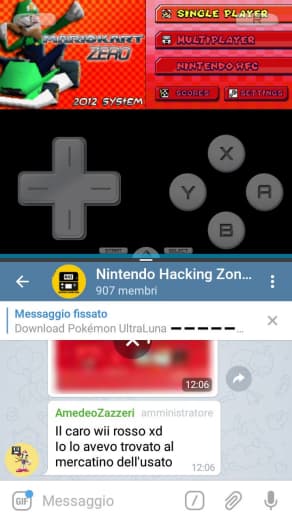 MARIOKART
ZERO
2012 SYSTEM
SINGLE PLAYER
MULTIPLAYER
NINTENDO WFC
SCORES
SETTINGS
X
Y
A
B
START
SELECT
Nintendo Hacking Zon...
907 membri
Messaggio fissato
Download Pokémon UltraLuna ▬ ▬ ▬ ▬ ▬...
12:06
AmedeoZazzeri amministratore
Il caro wii rosso xd
Io lo avevo trovato al
mercatino dell'usato
12:06
GIF
Messaggio